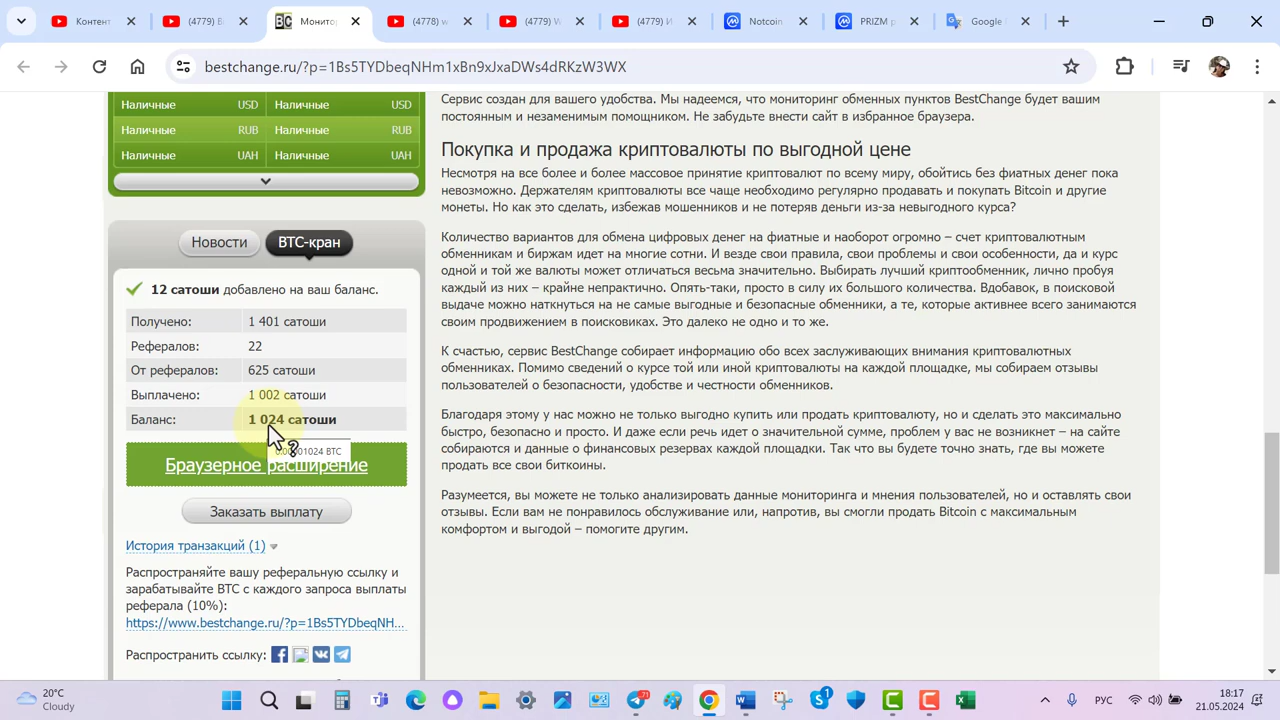 Контент
(4779) В
Монито
(4778) w
(4779) W
(4779) И
Notcoin
PRIZM p
Google
bestchange.ru/?p=1Bs5TYDbeqNHm1xBn9xJxaDWs4dRKzW3WX
Наличные USD Наличные USD
Наличные RUB Наличные RUB
Наличные UAH Наличные UAH
Новости BTC-кран
12 сатоши добавлено на ваш баланс.
Получено: 1 401 сатоши
Рефералов: 22
От рефералов: 625 сатоши
Выплачено: 1 002 сатоши
Баланс: 1 024 сатоши
1024 BTC
Браузерное расширение
Заказать выплату
История транзакций (1)
Распространяйте вашу реферальную ссылку и
зарабатывайте BTC с каждого запроса выплаты
реферала (10%):
https://www.bestchange.ru/?p=1Bs5TYDbeqNH...
Распространить ссылку:
Сервис создан для вашего удобства. Мы надеемся, что мониторинг обменных пунктов BestChange будет вашим
постоянным и незаменимым помощником. Не забудьте внести сайт в избранное браузера.
Покупка и продажа криптовалюты по выгодной цене
Несмотря на все более и более массовое принятие криптовалют по всему миру, обойтись без фиатных денег пока
невозможно. Держателям криптовалюты все чаще необходимо регулярно продавать и покупать Bitcoin и другие
монеты. Но как это сделать, избежав мошенников и не потеряв деньги из-за невыгодного курса?
Количество вариантов для обмена цифровых денег на фиатные и наоборот огромно – счет криптовалютным
обменникам и биржам идет на многие сотни. И везде свои правила, свои проблемы и свои особенности, да и курс
одной и той же валюты может отличаться весьма значительно. Выбирать лучший криптообменник, лично пробуя
каждый из них – крайне непрактично. Опять-таки, просто в силу их большого количества. Вдобавок, в поисковой
выдаче можно наткнуться на не самые выгодные и безопасные обменники, а те, которые активнее всего занимаются
своим продвижением в поисковиках. Это далеко не одно и то же.
К счастью, сервис BestChange собирает информацию обо всех заслуживающих внимания криптовалютных
обменниках. Помимо сведений о курсе той или иной криптовалюты на каждой площадке, мы собираем отзывы
пользователей о безопасности, удобстве и честности обменников.
Благодаря этому у нас можно не только выгодно купить или продать криптовалюту, но и сделать это максимально
быстро, безопасно и просто. И даже если речь идет о значительной сумме, проблем у вас не возникнет – на сайте
собираются и данные о финансовых резервах каждой площадки. Так что вы будете точно знать, где вы можете
продать все свои биткоины.
Разумеется, вы можете не только анализировать данные мониторинга и мнения пользователей, но и оставлять свои
отзывы. Если вам не понравилось обслуживание или, напротив, вы смогли продать Bitcoin с максимальным
комфортом и выгодой – помогите другим.
20°C
Cloudy
71
1
РУС
18:17
21.05.2024